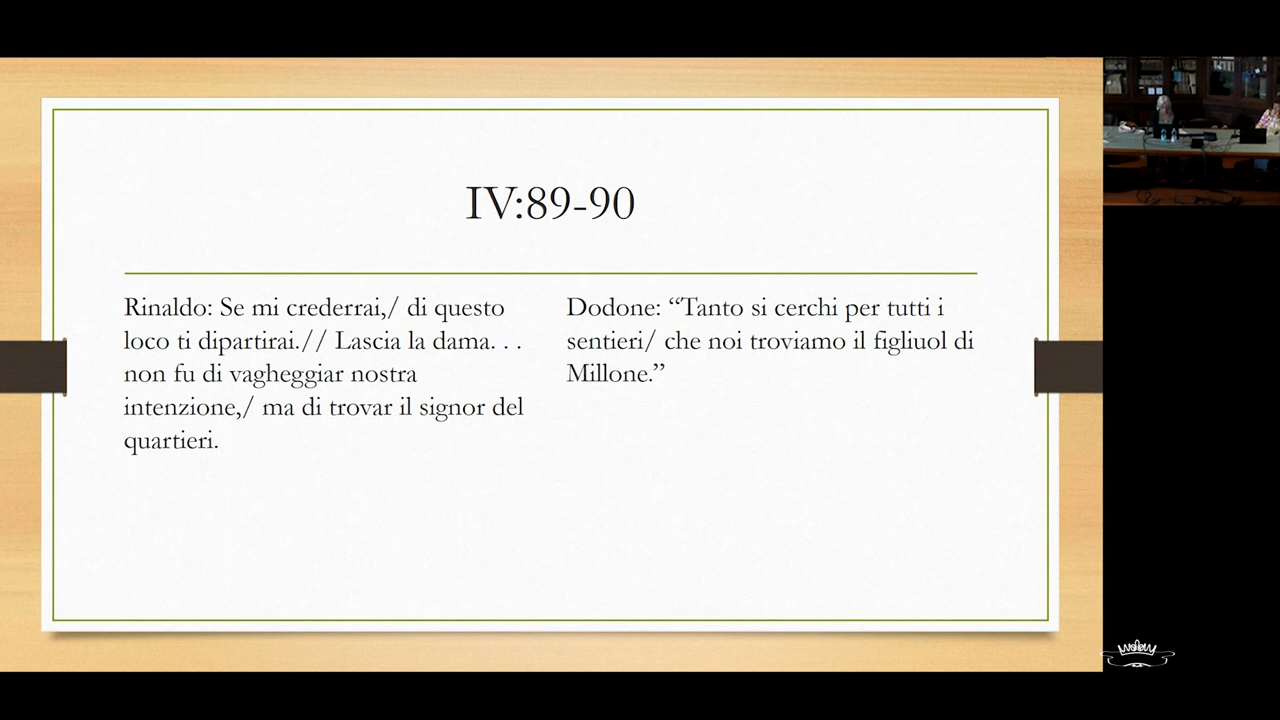 IV:89-90
Rinaldo: Se mi crederrai,/ di questo
loco ti dipartirai.// Lascia la dama. . .
non fu di vagheggiar nostra
intenzione,/ ma di trovar il signor del
quartieri.
Dodone: “Tanto si cerchi per tutti i
sentieri/ che noi troviamo il figliuol di
Millone.”